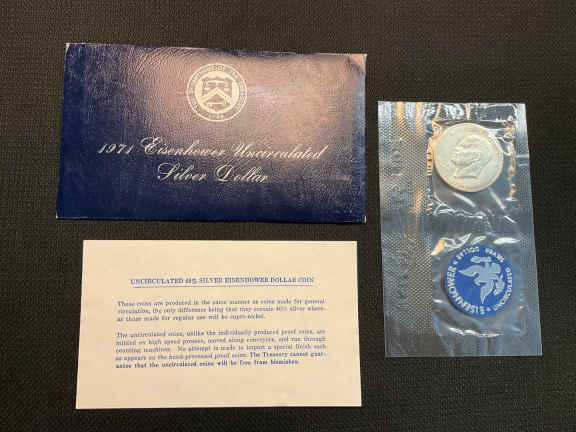 1971 Eisenhower Uncirculated
Silver Dollar
UNCIRCULATED 40% SILVER EISENHOWER DOLLAR COIN
These coins are produced in the same manner as coins made for general
circulation, the only difference being that they contain 40% silver where-
as those made for regular use will be cupro-nickel.
The uncirculated coins, unlike the individually produced proof coins, are
minted on high speed presses, moved along conveyors, and run through
counting machines. No attempt is made to impart a special finish such
as appears on the hand-processed proof coins. The Treasury cannot guar-
antee that the uncirculated coins will be free from blemishes.
EISENHOWER
UNCIRCULATED
SILVER DOLLAR